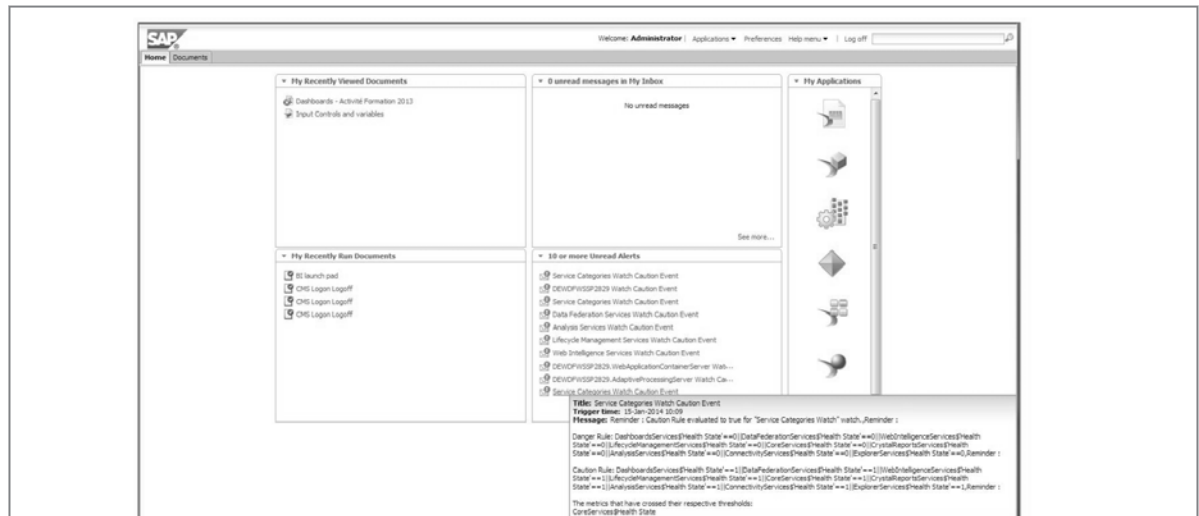 SAP
Welcome: Administrator | Applications ▾ Preferences Help menu ▾ | Log off
Home Documents
My Recently Viewed Documents
Dashboards - Activité Formation 2013
Input Controls and variables
0 unread messages in My Inbox
No unread messages
See more...
My Applications
My Recently Run Documents
BI launch pad
CMS Logon Logoff
CMS Logon Logoff
CMS Logon Logoff
10 or more Unread Alerts
Service Categories Watch Caution Event
DEWDFWSSP2829 Watch Caution Event
Service Categories Watch Caution Event
Data Federation Services Watch Caution Event
Analysis Services Watch Caution Event
Lifecycle Management Services Watch Caution Event
Web Intelligence Services Watch Caution Event
DEWDFWSSP2829.WebApplicationContainerServer Wat...
DEWDFWSSP2829.AdaptiveProcessingServer Watch Ca...
Service Categories Watch Caution Event
Title: Service Categories Watch Caution Event
Trigger time: 15-Jan-2014 10:09
Message: Reminder : Caution Rule evaluated to true for "Service Categories Watch" watch.,Reminder :
Danger Rule: DashboardsServices$'Health State'==0||DataFederationServices$'Health State'==0||WebIntelligenceServices$'Health
State'==0||LifecycleManagementServices$'Health State'==0||CoreServices$'Health State'==0||CrystalReportsServices$'Health
State'==0||AnalysisServices$'Health State'==0||ConnectivityServices$'Health State'==0||ExplorerServices$'Health State'==0,Reminder :
Caution Rule: DashboardsServices$'Health State'==1||DataFederationServices$'Health State'==1||WebIntelligenceServices$'Health
State'==1||LifecycleManagementServices$'Health State'==1||CoreServices$'Health State'==1||CrystalReportsServices$'Health
State'==1||AnalysisServices$'Health State'==1||ConnectivityServices$'Health State'==1||ExplorerServices$'Health State'==1,Reminder :
The metrics that have crossed their respective thresholds:
CoreServices$Health State